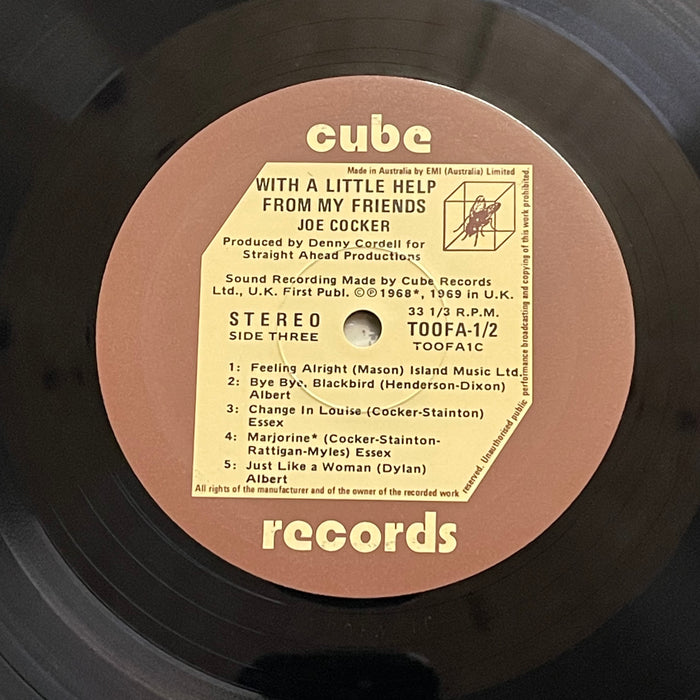 cube
Made in Australia by EMI (Australia) Limited
WITH A LITTLE HELP
FROM MY FRIENDS
JOE COCKER
Produced by Denny Cordell for
Straight Ahead Productions
Sound Recording Made by Cube Records
Ltd., U.K. First Publ. ©℗1968*, 1969 in U.K.
STEREO
SIDE THREE
33 1/3 R.P.M.
TOOFA-1/2
TOOFA1C
1: Feeling Alright (Mason) Island Music Ltd.
2: Bye Bye, Blackbird (Henderson-Dixon)
Albert
3: Change In Louise (Cocker-Stainton)
Essex
4: Marjorine* (Cocker-Stainton-
Rattigan-Myles) Essex
5: Just Like a Woman (Dylan)
Albert
All rights of the manufacturer and of the owner of the recorded work
reserved. Unauthorised public
performance broadcasting and copying of this work prohibited.
records